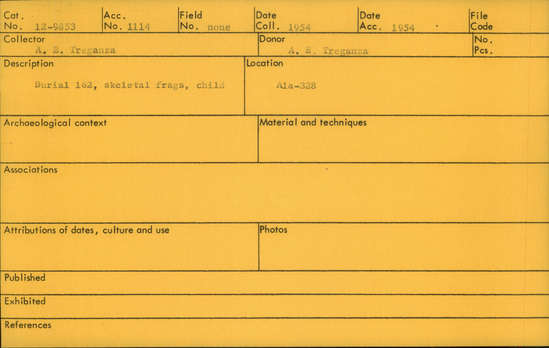 Cat. Acc. Field Date Date File
No. 12-9853 No. 1114 No. none Coll. 1954 Acc. 1954 Code
Collector Donor No.
A. E. Treganza A. E. Treganza Pcs.
Description Location
Burial 162, skeletal frags, child Ala-328
Archaeological context Material and techniques
Associations
Attributions of dates, culture and use Photos
Published
Exhibited
References